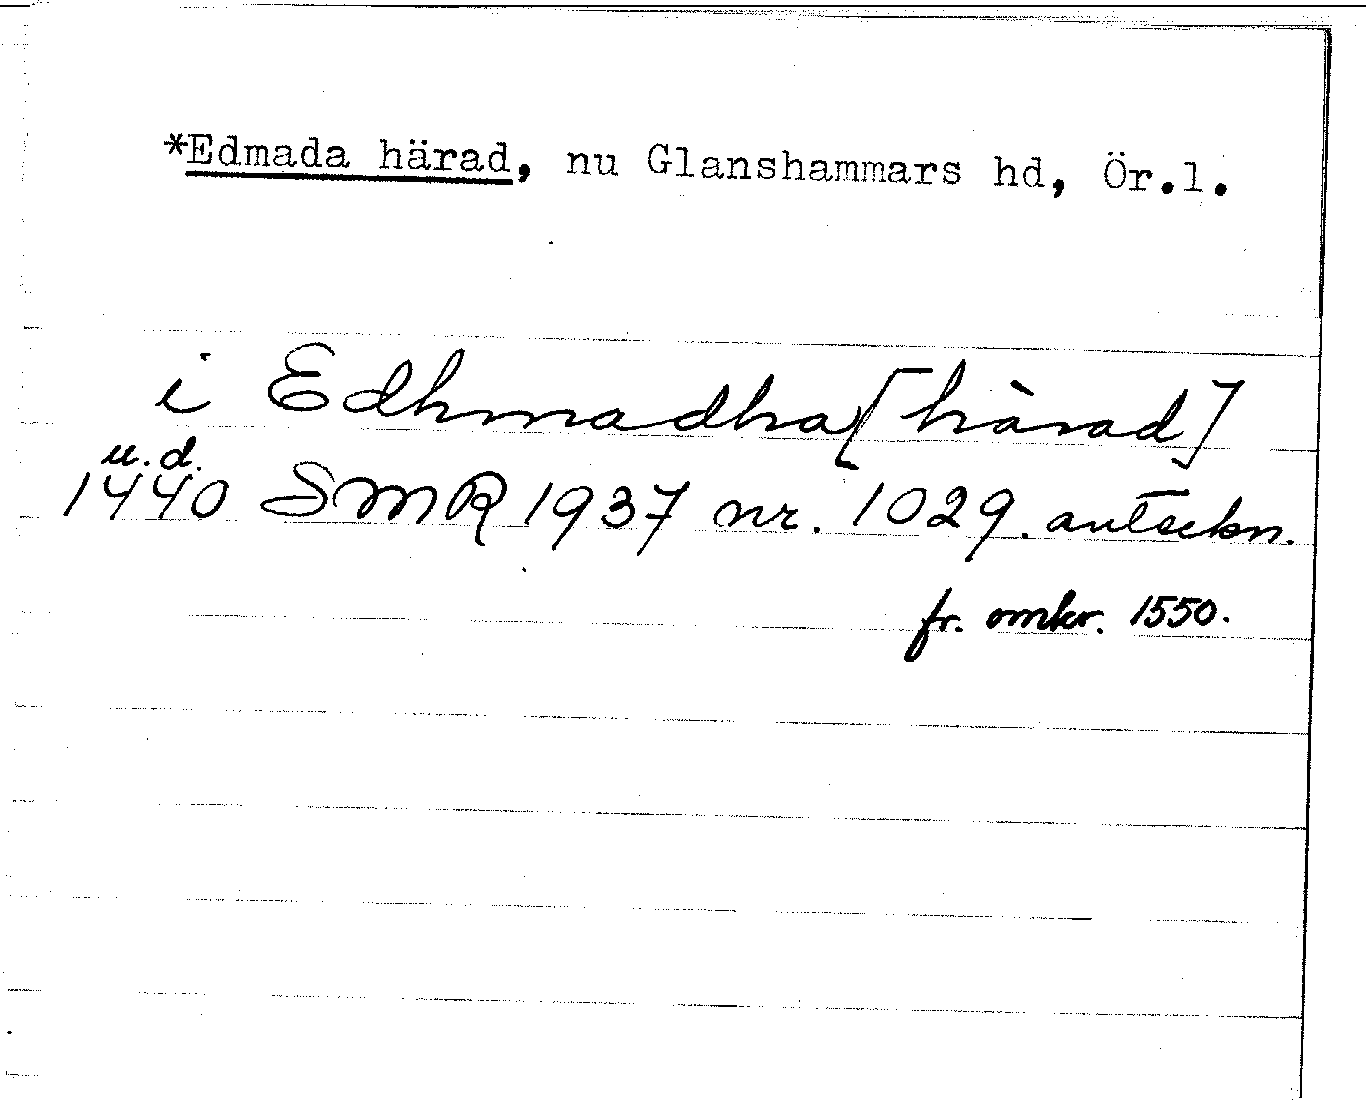 *Edmada härad, nu Glanshammars hd, Ör.l.
i Edhmadha [härad]
u.d.
1440 SMR 1937 nr. 1029. anteckn.
fr. omkr. 1550.